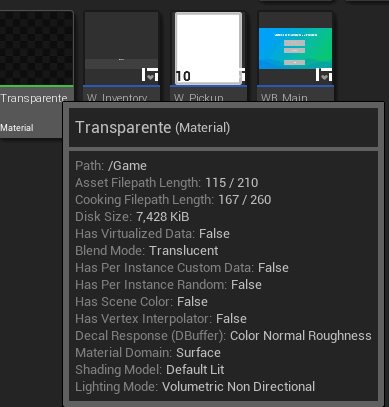 10
Transparente
W_Inventory
W_Pickup
WB_Main
Material
Transparente (Material)
Path: /Game
Asset Filepath Length: 115 / 210
Cooking Filepath Length: 167 / 260
Disk Size: 7,428 KiB
Has Virtualized Data: False
Blend Mode: Translucent
Has Per Instance Custom Data: False
Has Per Instance Random: False
Has Scene Color: False
Has Vertex Interpolator: False
Decal Response (DBuffer): Color Normal Roughness
Material Domain: Surface
Shading Model: Default Lit
Lighting Mode: Volumetric Non Directional